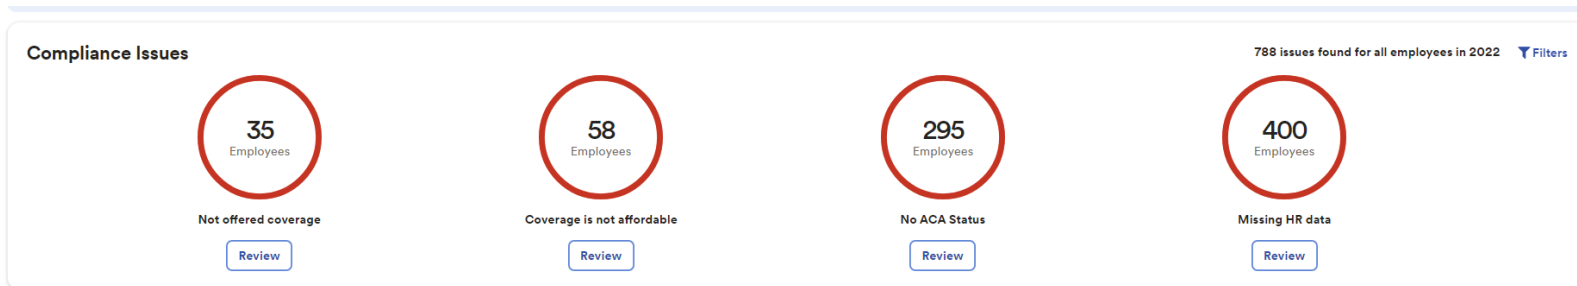 Compliance Issues
788 issues found for all employees in 2022 Filters
35
Employees
Not offered coverage
Review
58
Employees
Coverage is not affordable
Review
295
Employees
No ACA Status
Review
400
Employees
Missing HR data
Review